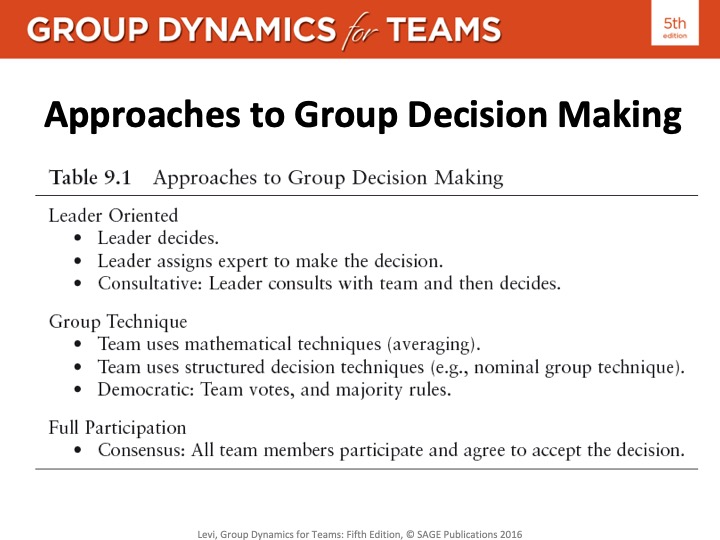 GROUP DYNAMICS for TEAMS
5th
edition
Approaches to Group Decision Making
Table 9.1 Approaches to Group Decision Making
Leader Oriented
• Leader decides.
• Leader assigns expert to make the decision.
• Consultative: Leader consults with team and then decides.
Group Technique
• Team uses mathematical techniques (averaging).
• Team uses structured decision techniques (e.g., nominal group technique).
• Democratic: Team votes, and majority rules.
Full Participation
• Consensus: All team members participate and agree to accept the decision.
Levi, Group Dynamics for Teams: Fifth Edition, © SAGE Publications 2016